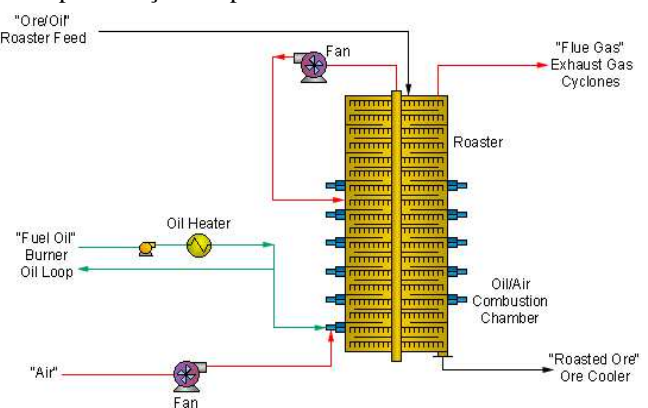 "Ore/Oil"
Roaster Feed
Fan
"Flue Gas"
Exhaust Gas
Cyclones
Roaster
Oil Heater
"Fuel Oil"
Burner
Oil Loop
Oil/Air
Combustion
Chamber
"Air"
Fan
"Roasted Ore"
Ore Cooler